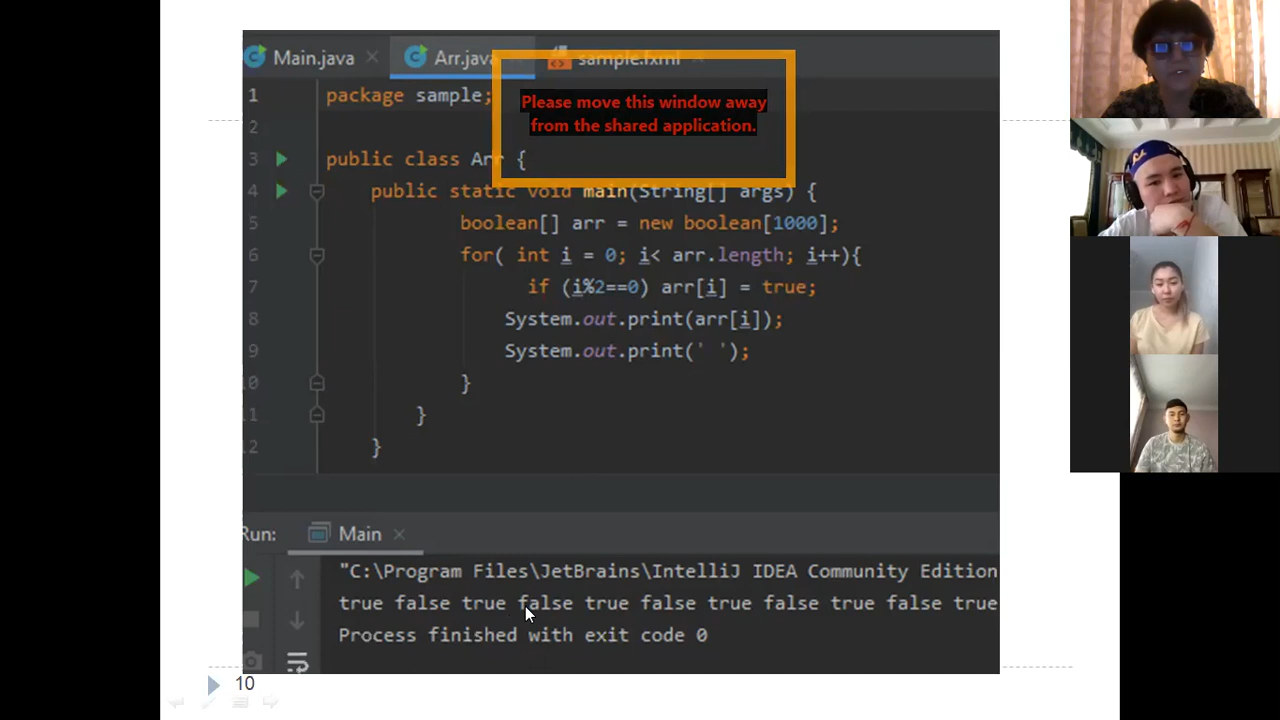 Main.java
Arr.java
sample.fxml
Please move this window away
from the shared application.
1 package sample;
2
3 public class Arr {
4 public static void main(String[] args) {
5 boolean[] arr = new boolean[1000];
6 for( int i = 0; i< arr.length; i++){
7 if (i%2==0) arr[i] = true;
8 System.out.print(arr[i]);
9 System.out.print(' ');
10 }
11 }
12 }
Run: Main
"C:\Program Files\JetBrains\IntelliJ IDEA Community Edition
true false true false true false true false true false true
Process finished with exit code 0
10